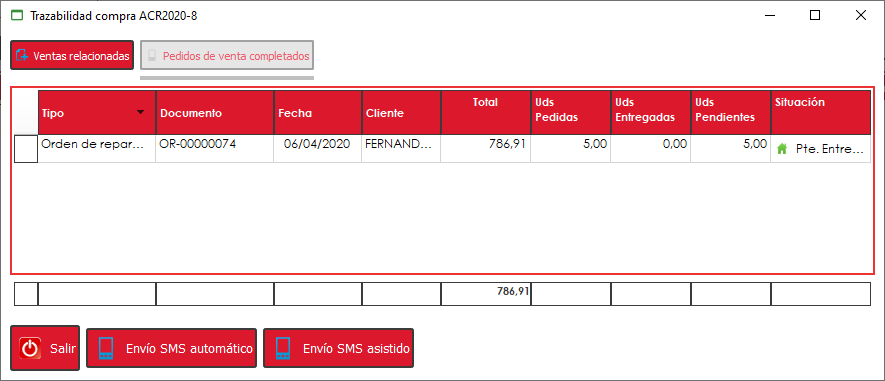 Trazabilidad compra ACR2020-8
Ventas relacionadas
Pedidos de venta completados
Tipo Documento Fecha Cliente Total Uds Pedidas Uds Entregadas Uds Pendientes Situación
Orden de repar... OR-00000074 06/04/2020 FERNAND... 786,91 5,00 0,00 5,00 Pte. Entre...
786,91
Salir Envío SMS automático Envío SMS asistido